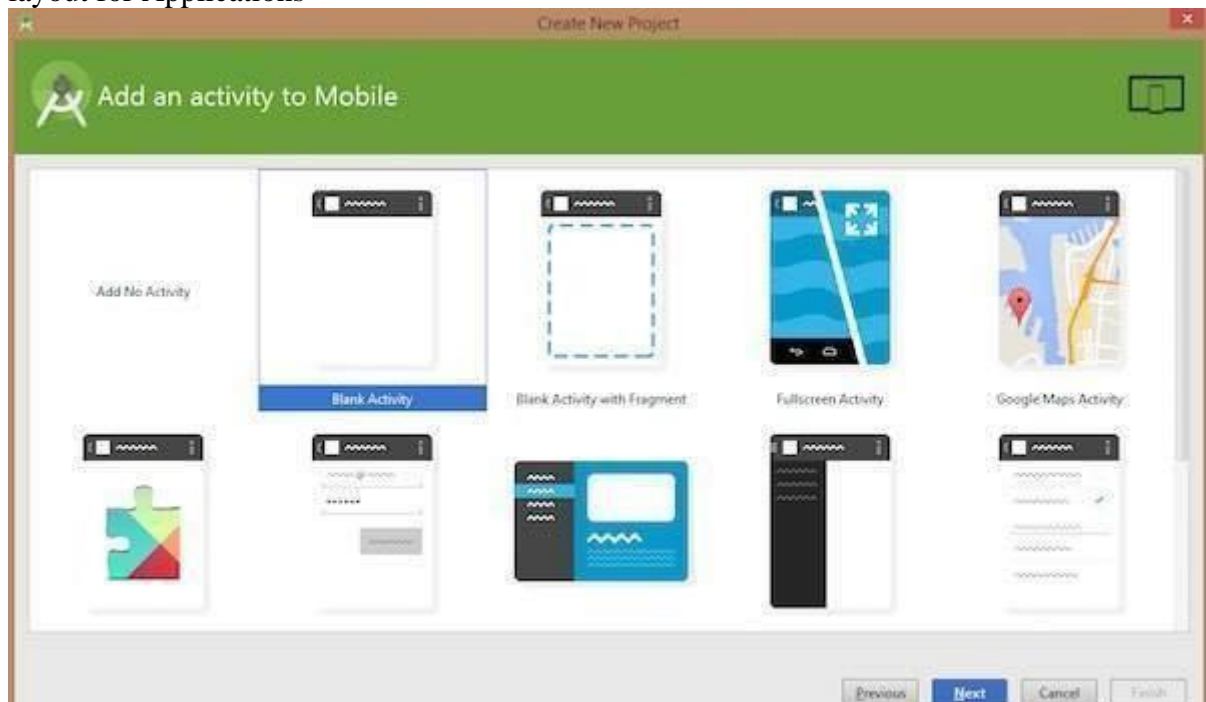 layout for Applications
Create New Project
Add an activity to Mobile
Add No Activity
Blank Activity
Blank Activity with Fragment
Fullscreen Activity
Google Maps Activity
Previous
Next
Cancel
Finish